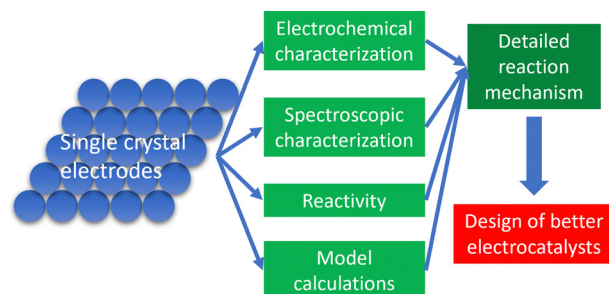 Single crystal
electrodes
Electrochemical
characterization
Spectroscopic
characterization
Reactivity
Model
calculations
Detailed
reaction
mechanism
Design of better
electrocatalysts